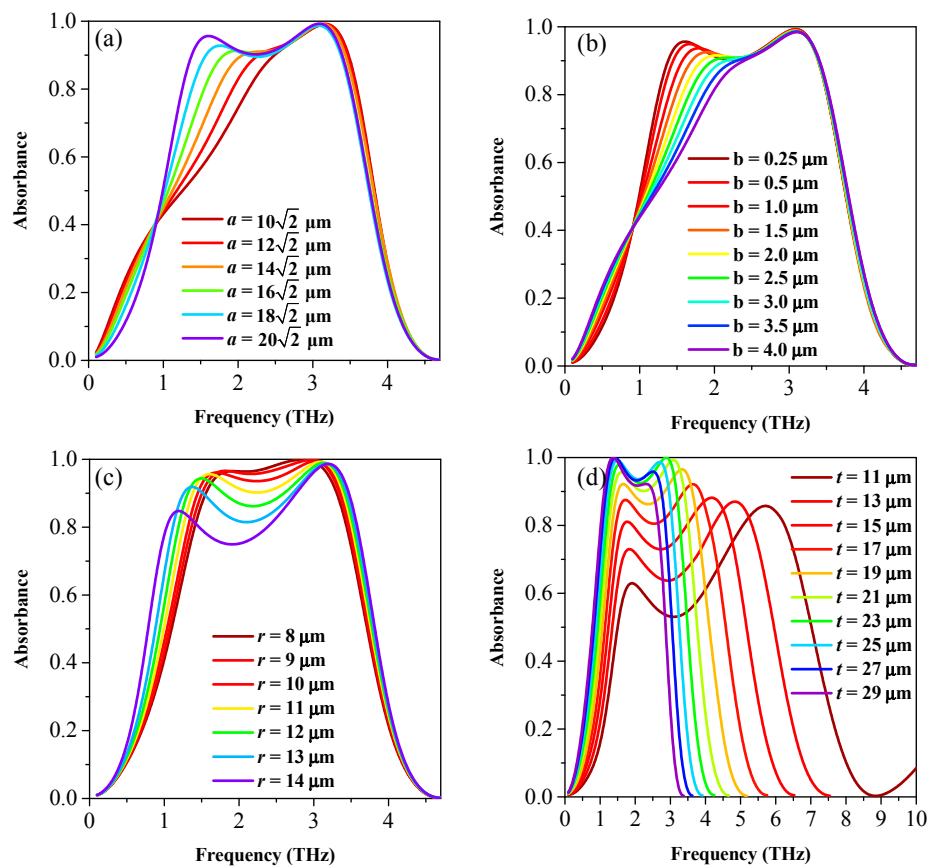 (a)
Absorbance
1.0
0.8
0.6
0.4
0.2
0.0
a = 10√2 μm
a = 12√2 μm
a = 14√2 μm
a = 16√2 μm
a = 18√2 μm
a = 20√2 μm
0 1 2 3 4
Frequency (THz)
(b)
Absorbance
1.0
0.8
0.6
0.4
0.2
0.0
b = 0.25 μm
b = 0.5 μm
b = 1.0 μm
b = 1.5 μm
b = 2.0 μm
b = 2.5 μm
b = 3.0 μm
b = 3.5 μm
b = 4.0 μm
0 1 2 3 4
Frequency (THz)
(c)
Absorbance
1.0
0.8
0.6
0.4
0.2
0.0
r = 8 μm
r = 9 μm
r = 10 μm
r = 11 μm
r = 12 μm
r = 13 μm
r = 14 μm
0 1 2 3 4
Frequency (THz)
(d)
Absorbance
1.0
0.8
0.6
0.4
0.2
0.0
t = 11 μm
t = 13 μm
t = 15 μm
t = 17 μm
t = 19 μm
t = 21 μm
t = 23 μm
t = 25 μm
t = 27 μm
t = 29 μm
0 1 2 3 4 5 6 7 8 9 10
Frequency (THz)